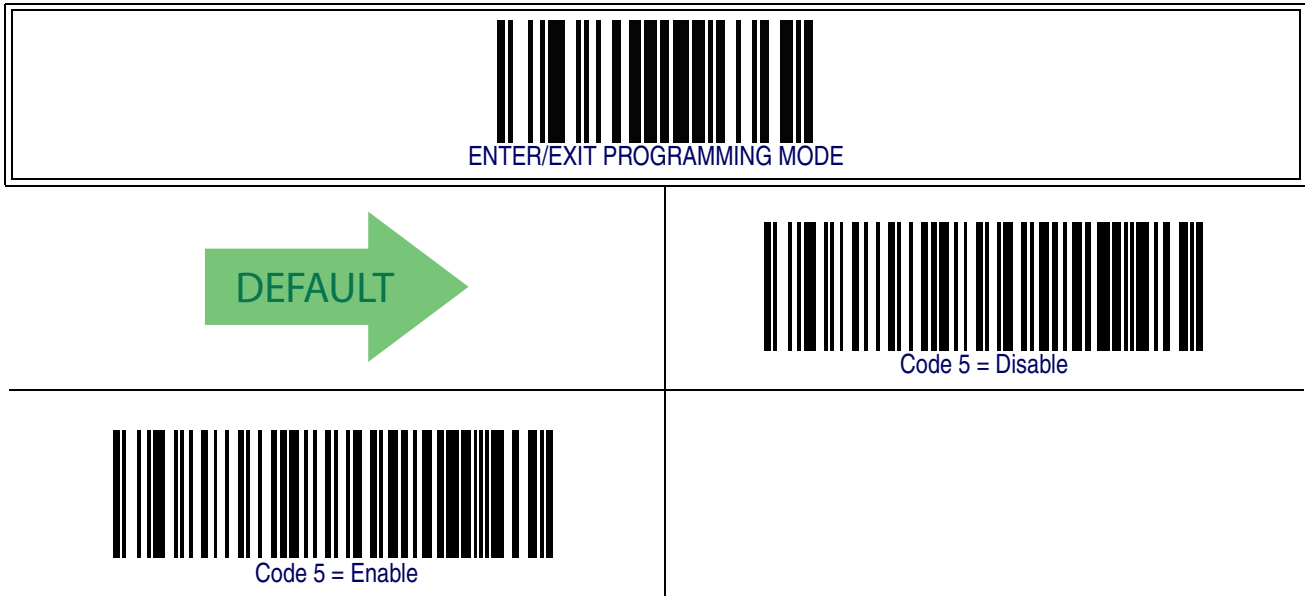 ENTER/EXIT PROGRAMMING MODE
DEFAULT
Code 5 = Disable
Code 5 = Enable